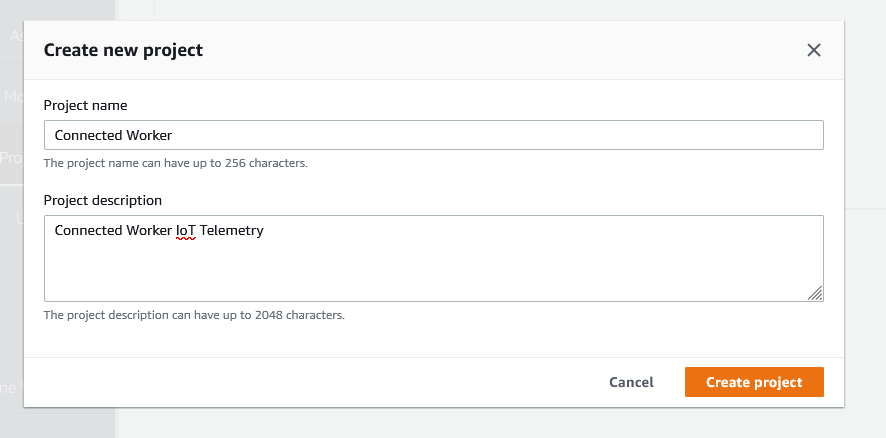 Create new project
Project name
Connected Worker
The project name can have up to 256 characters.
Project description
Connected Worker IoT Telemetry
The project description can have up to 2048 characters.
Cancel
Create project